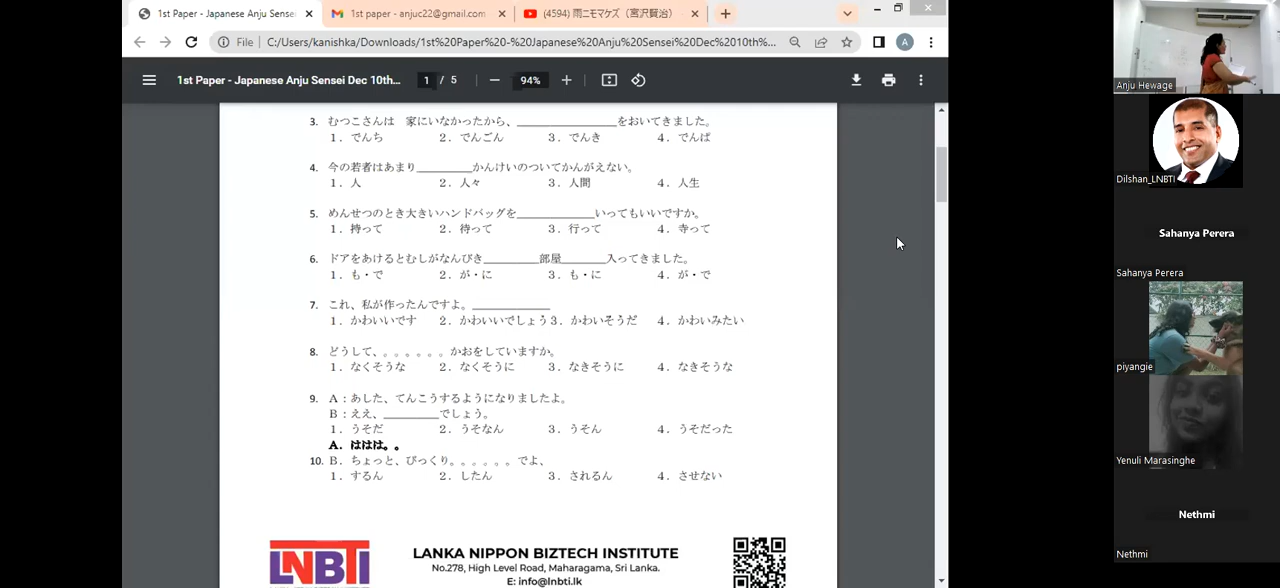 1st Paper - Japanese Anju Sensei
1st paper - anjuc22@gmail.com
(4594) 雨ニモマケズ（宮沢賢治）
File C:/Users/kanishka/Downloads/1st%20Paper%20-%20Japanese%20Anju%20Sensei%20Dec%2010th%...
A
1st Paper - Japanese Anju Sensei Dec 10th... 1 / 5 94%
3. むつこさんは 家にいなかったから、____________をおいてきました。
1．でんち 2．でんごん 3．でんき 4．でんぱ
4. 今の若者はあまり________かんけいのついてかんがえない。
1．人 2．人々 3．人間 4．人生
5. めんせつのとき大きいハンドバッグを__________いってもいいですか。
1．持って 2．待って 3．行って 4．寺って
6. ドアをあけるとむしがなんびき________部屋______入ってきました。
1．も・で 2．が・に 3．も・に 4．が・で
7. これ、私が作ったんですよ。__________
1．かわいいです 2．かわいいでしょう 3．かわいそうだ 4．かわいみたい
8. どうして、。。。。。。かおをしていますか。
1．なくそうな 2．なくそうに 3．なきそうに 4．なきそうな
9. A：あした、てんこうするようになりましたよ。
B：ええ、________でしょう。
1．うそだ 2．うそなん 3．うそん 4．うそだった
A．ははは。。
10. B．ちょっと、びっくり。。。。。。でよ、
1．するん 2．したん 3．されるん 4．させない
LNBTI
LANKA NIPPON BIZTECH INSTITUTE
No.278, High Level Road, Maharagama, Sri Lanka.
E: info@lnbti.lk
Anju Hewage
Dilshan_LNBTI
Sahanya Perera
Sahanya Perera
piyangie
Yenuli Marasinghe
Nethmi
Nethmi